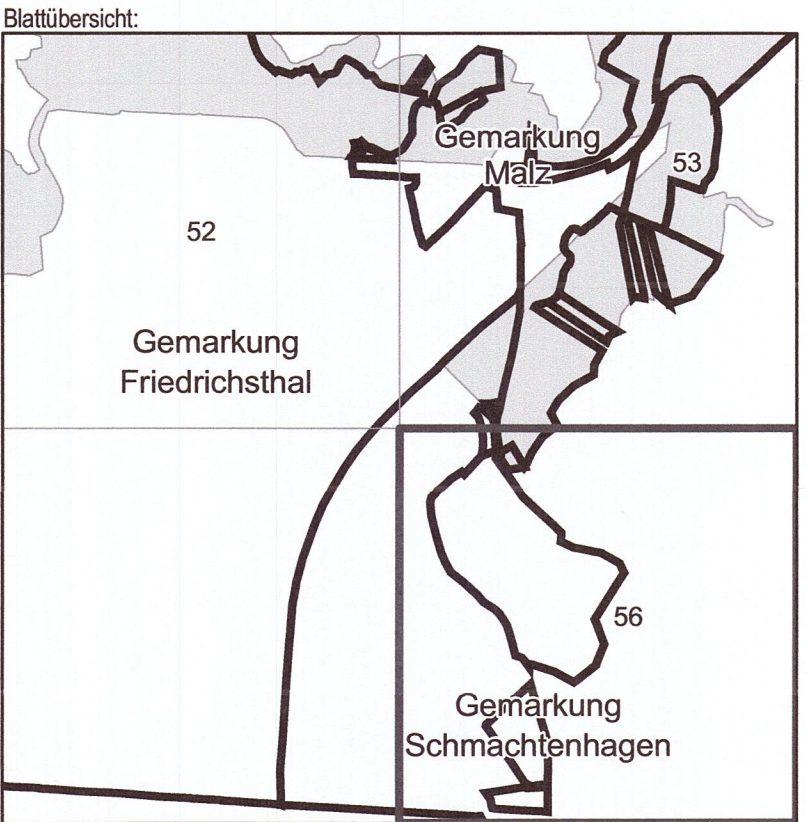 Blattübersicht:
Gemarkung
Malz
53
52
Gemarkung
Friedrichsthal
56
Gemarkung
Schmachtenhagen